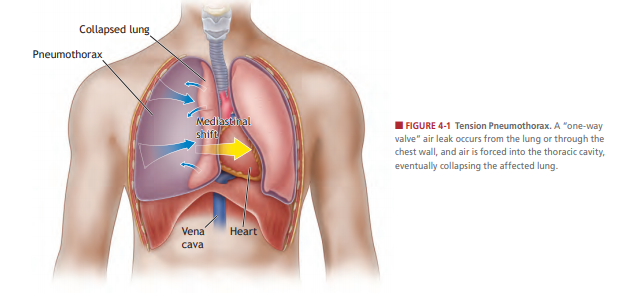 Collapsed lung
Pneumothorax
Mediastinal
shift
Vena
cava
Heart
■ FIGURE 4-1 Tension Pneumothorax. A “one-way
valve” air leak occurs from the lung or through the
chest wall, and air is forced into the thoracic cavity,
eventually collapsing the affected lung.